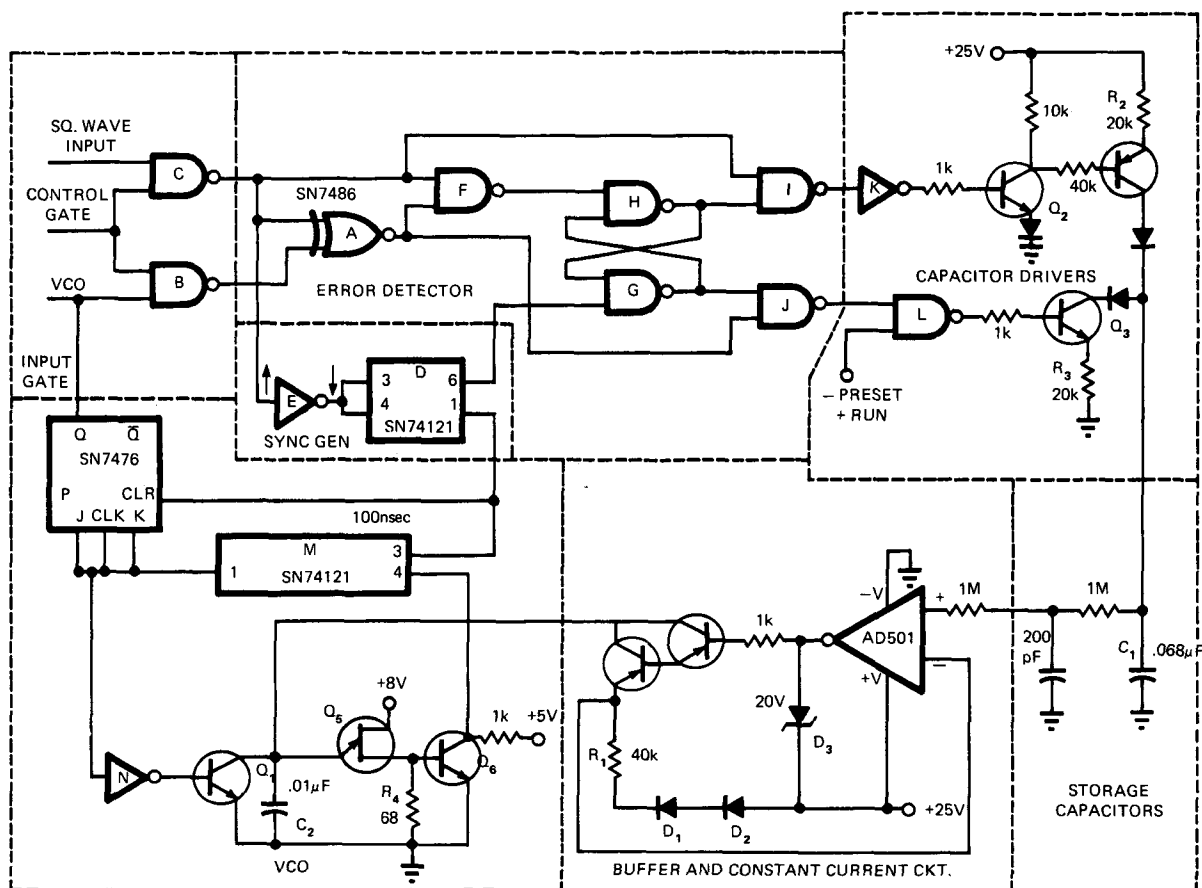 SQ. WAVE
INPUT
CONTROL
GATE
VCO
INPUT
GATE
C
B
SN7486
A
F
H
G
I
J
K
L
ERROR DETECTOR
+25V
10k
R2
20k
1k
40k
Q2
CAPACITOR DRIVERS
1k
Q3
R3
20k
– PRESET
+ RUN
E
SYNC GEN
3 D 6
4 1
SN74121
Q Q̅
SN7476
P CLR
J CLK K
100nsec
M 3
1 SN74121 4
N
Q1
.01µF
C2
+8V
Q5
R4
68
Q6
1k
+5V
VCO
1k
–V
+
AD501
+V
–
20V
D3
R1
40k
D1
D2
+25V
BUFFER AND CONSTANT CURRENT CKT.
1M
1M
200
pF
C1
.068µF
STORAGE
CAPACITORS